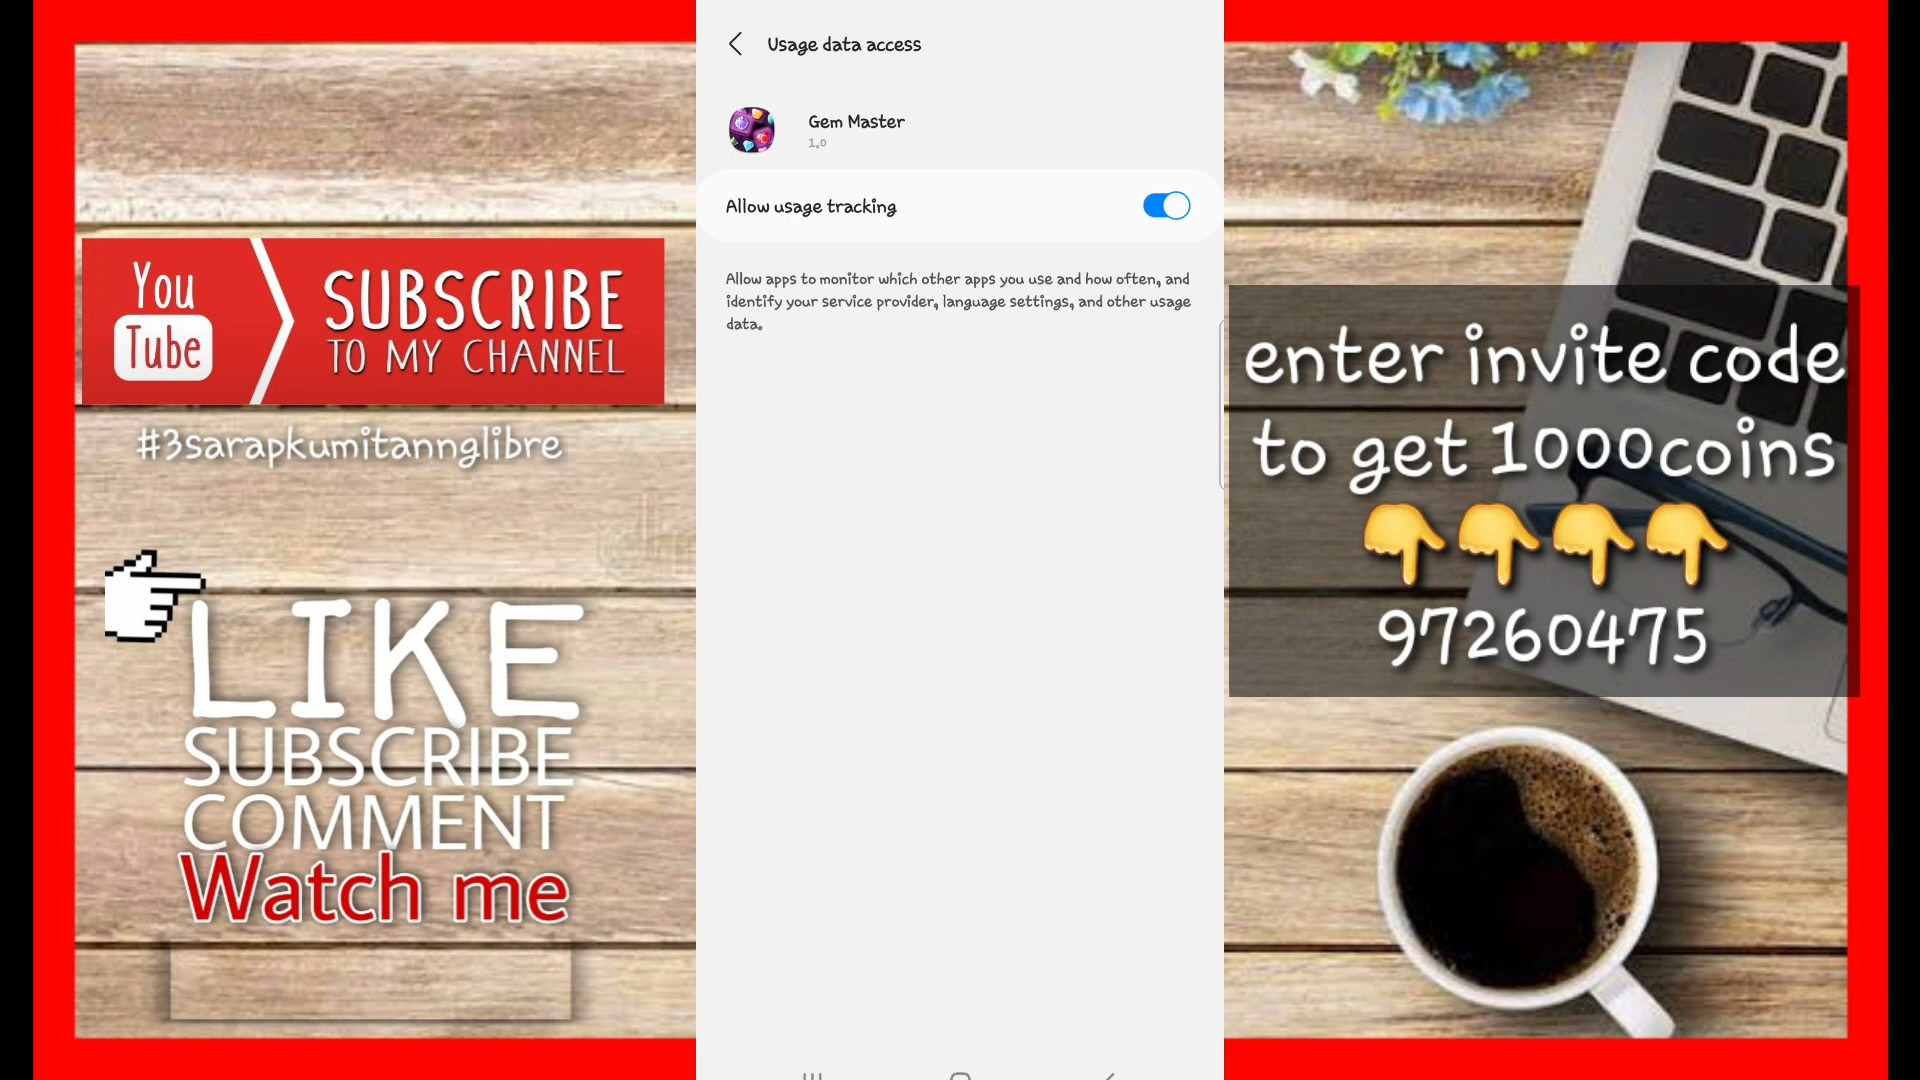 You
Tube
SUBSCRIBE
TO MY CHANNEL
#3sarapkumitannglibre
LIKE
SUBSCRIBE
COMMENT
Watch me
Usage data access
Gem Master
1.0
Allow usage tracking
Allow apps to monitor which other apps you use and how often, and
identify your service provider, language settings, and other usage
data.
enter invite code
to get 1000coins
👇👇👇👇
97260475